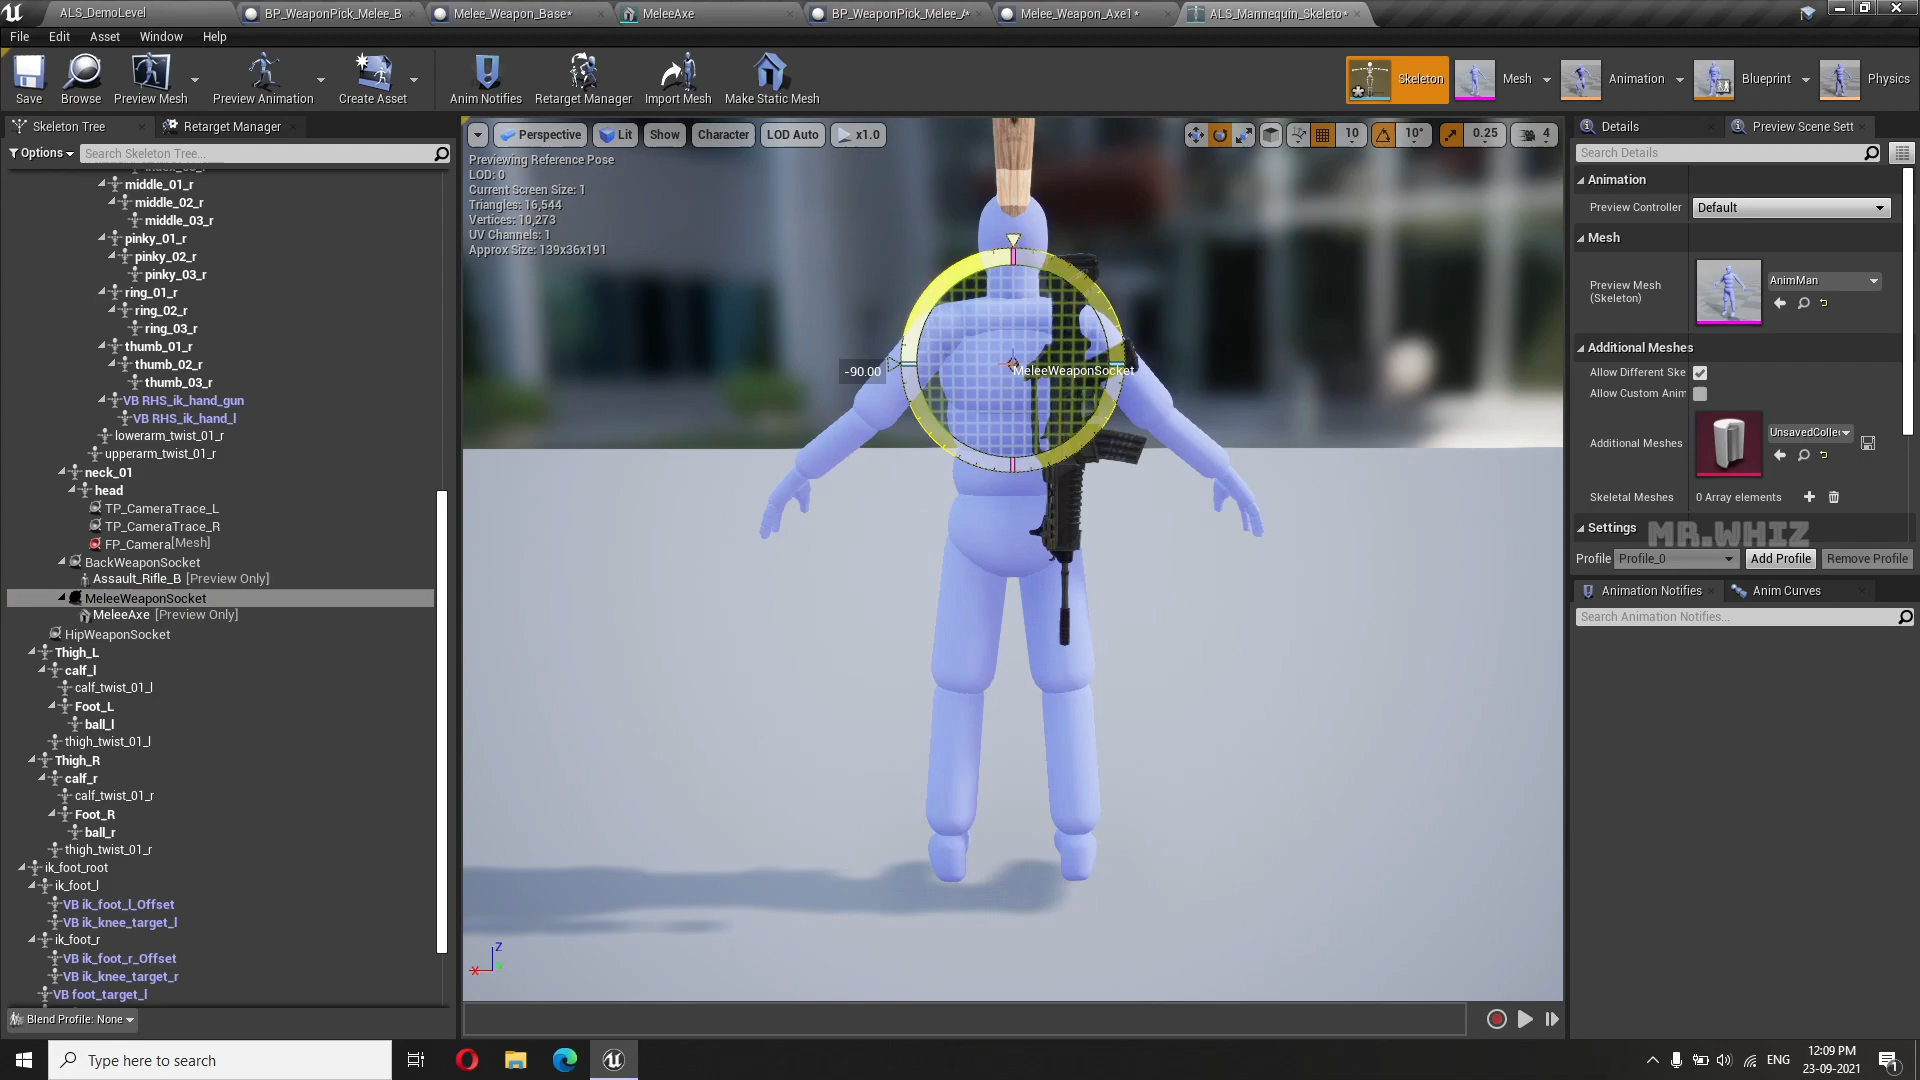 ALS_DemoLevel
BP_WeaponPick_Melee_B
Melee_Weapon_Base*
MeleeAxe
BP_WeaponPick_Melee_A*
Melee_Weapon_Axe1*
ALS_Mannequin_Skeleto*
File Edit Asset Window Help
Save
Browse
Preview Mesh
Preview Animation
Create Asset
Anim Notifies
Retarget Manager
Import Mesh
Make Static Mesh
Skeleton
Mesh
Animation
Blueprint
Physics
Skeleton Tree
Retarget Manager
Options
Search Skeleton Tree...
middle_01_r
middle_02_r
middle_03_r
pinky_01_r
pinky_02_r
pinky_03_r
ring_01_r
ring_02_r
ring_03_r
thumb_01_r
thumb_02_r
thumb_03_r
VB RHS_ik_hand_gun
VB RHS_ik_hand_l
lowerarm_twist_01_r
upperarm_twist_01_r
neck_01
head
TP_CameraTrace_L
TP_CameraTrace_R
FP_Camera [Mesh]
BackWeaponSocket
Assault_Rifle_B [Preview Only]
MeleeWeaponSocket
MeleeAxe [Preview Only]
HipWeaponSocket
Thigh_L
calf_l
calf_twist_01_l
Foot_L
ball_l
thigh_twist_01_l
Thigh_R
calf_r
calf_twist_01_r
Foot_R
ball_r
thigh_twist_01_r
ik_foot_root
ik_foot_l
VB ik_foot_l_Offset
VB ik_knee_target_l
ik_foot_r
VB ik_foot_r_Offset
VB ik_knee_target_r
VB foot_target_l
Blend Profile: None
Perspective Lit Show Character LOD Auto x1.0
10 10° 0.25 4
Previewing Reference Pose
LOD: 0
Current Screen Size: 1
Triangles: 16,544
Vertices: 10,273
UV Channels: 1
Approx Size: 139x36x191
-90.00
MeleeWeaponSocket
Z
X
Details
Preview Scene Sett
Search Details
Animation
Preview Controller Default
Mesh
Preview Mesh
(Skeleton)
AnimMan
Additional Meshes
Allow Different Ske
Allow Custom Anim
Additional Meshes
UnsavedCollec
Skeletal Meshes 0 Array elements
Settings
MR.WHIZ
Profile Profile_0 Add Profile Remove Profile
Animation Notifies
Anim Curves
Search Animation Notifies...
Type here to search
ENG
12:09 PM
23-09-2021
1